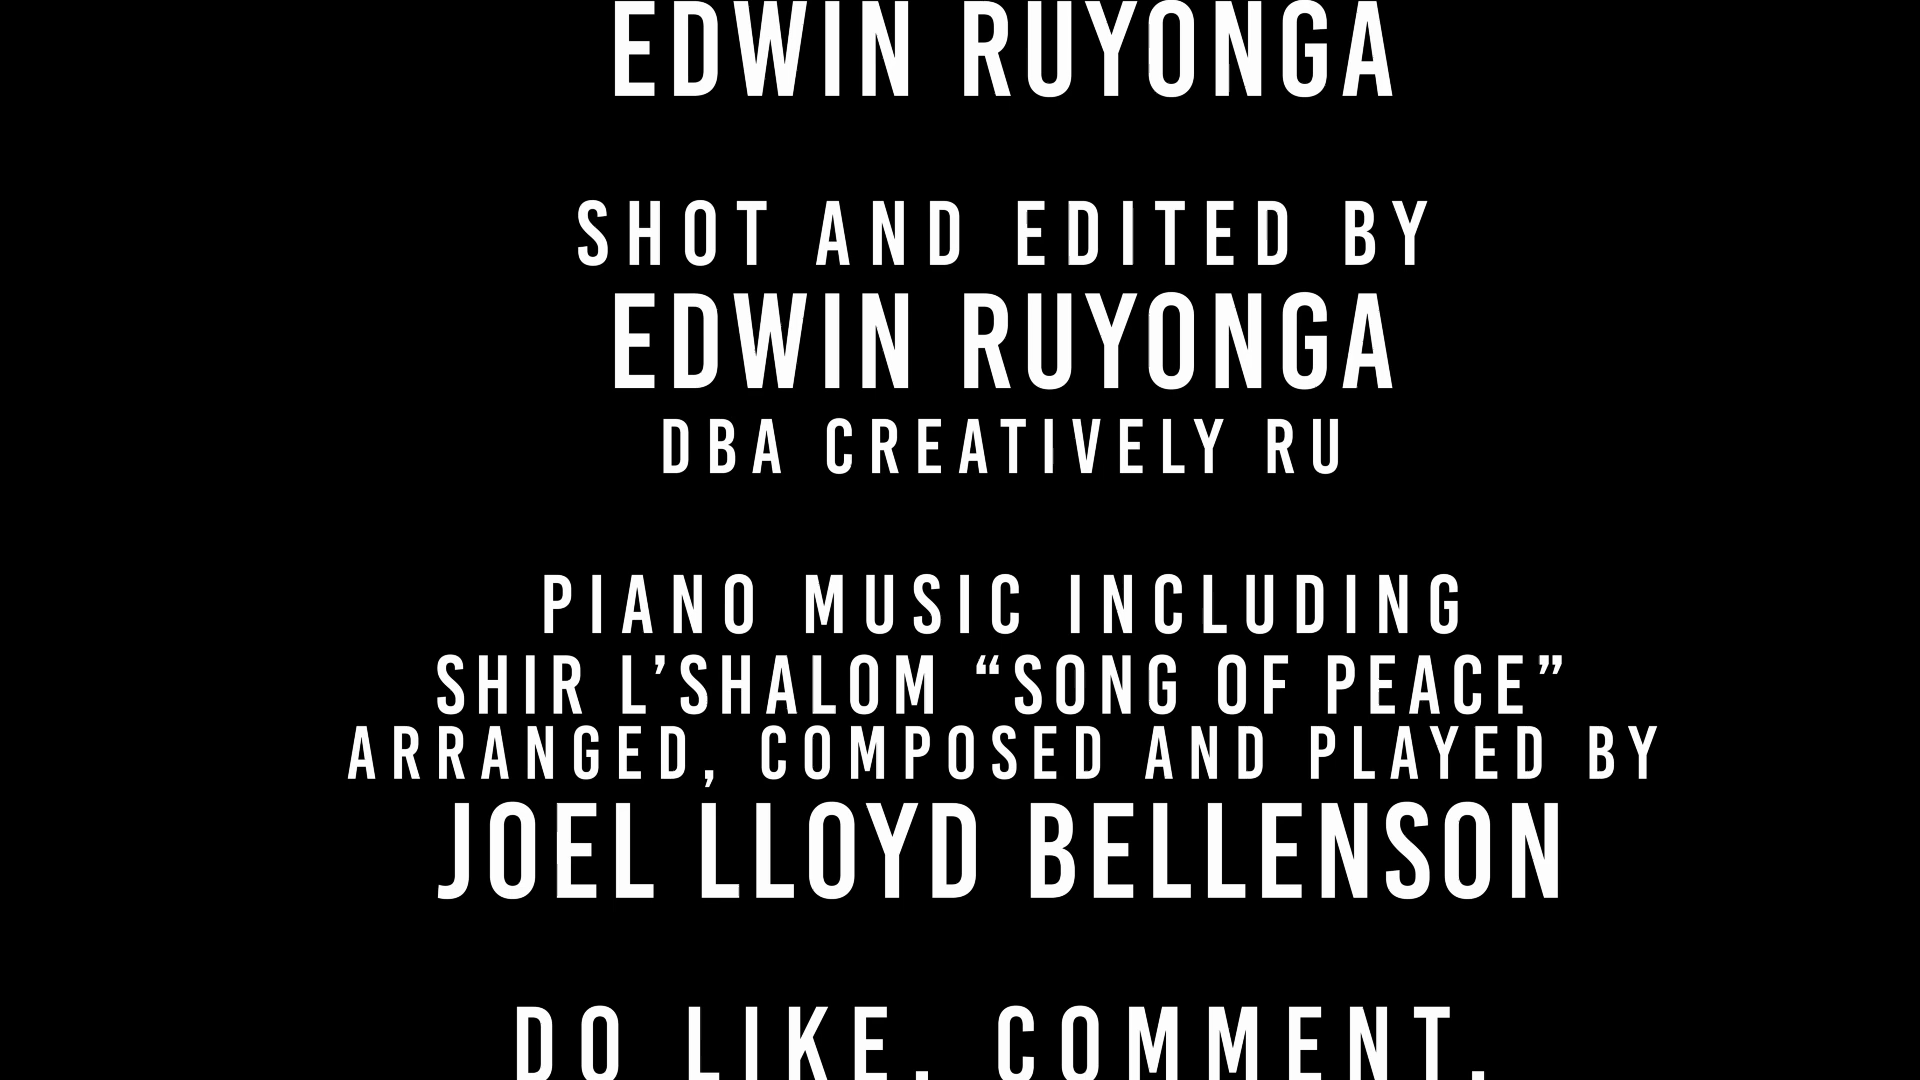 EDWIN RUYONGA
SHOT AND EDITED BY
EDWIN RUYONGA
DBA CREATIVELY RU
PIANO MUSIC INCLUDING
SHIR L’SHALOM “SONG OF PEACE”
ARRANGED, COMPOSED AND PLAYED BY
JOEL LLOYD BELLENSON
DO LIKE, COMMENT,